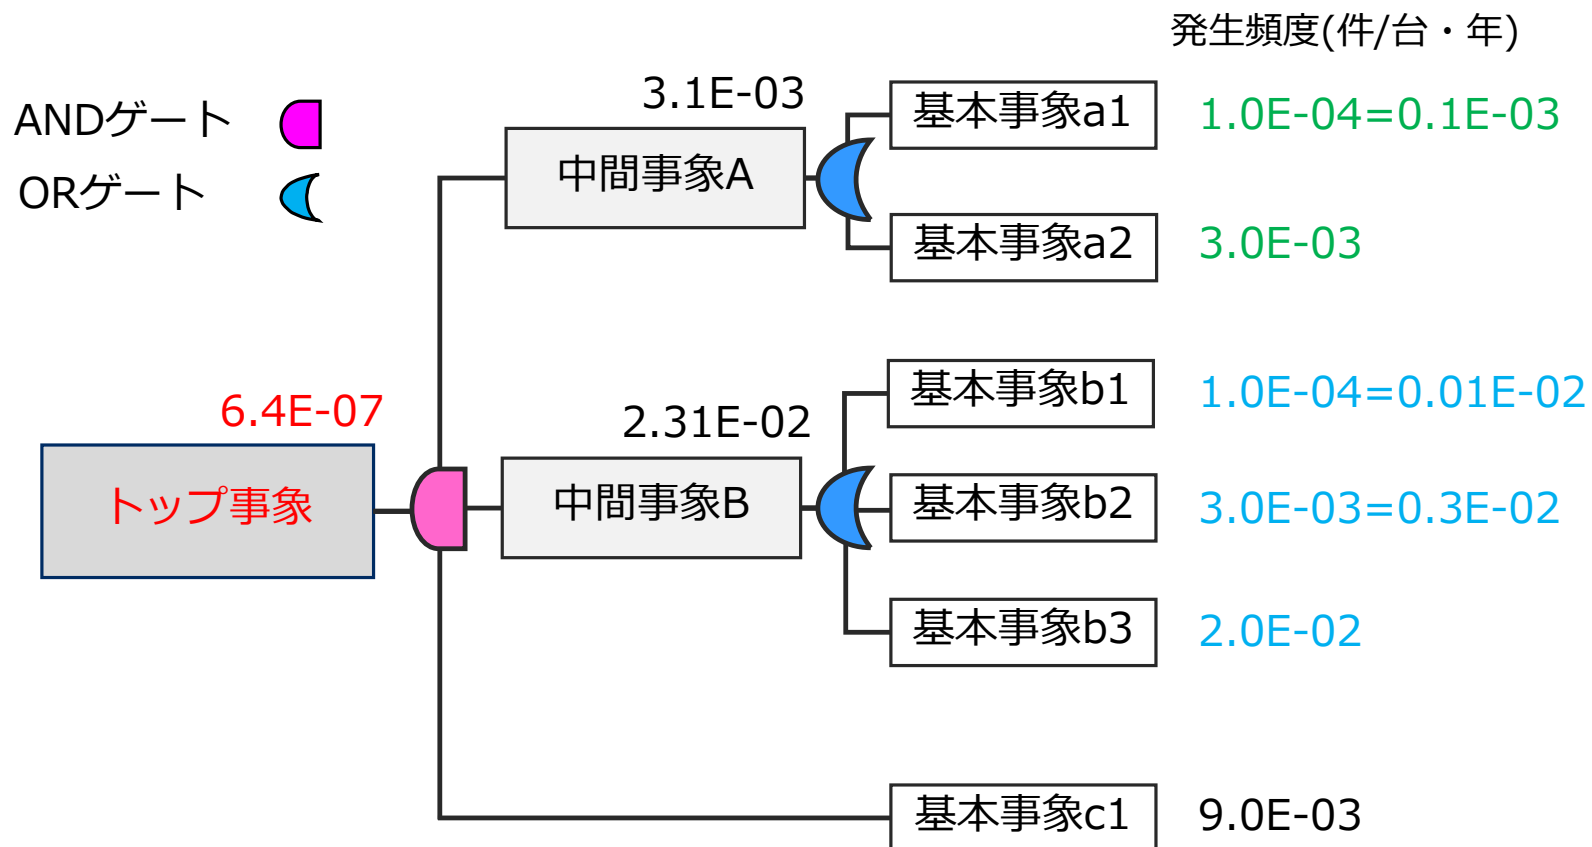 発生頻度(件/台・年)
ANDゲート
ORゲート
3.1E-03
中間事象A
基本事象a1
1.0E-04=0.1E-03
基本事象a2
3.0E-03
6.4E-07
トップ事象
2.31E-02
中間事象B
基本事象b1
1.0E-04=0.01E-02
基本事象b2
3.0E-03=0.3E-02
基本事象b3
2.0E-02
基本事象c1
9.0E-03